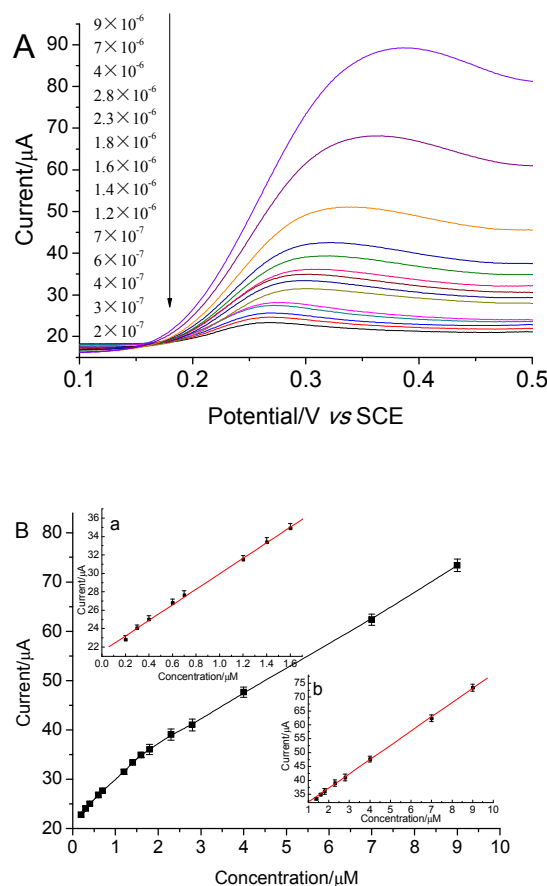 A
9×10⁻⁶
7×10⁻⁶
4×10⁻⁶
2.8×10⁻⁶
2.3×10⁻⁶
1.8×10⁻⁶
1.6×10⁻⁶
1.4×10⁻⁶
1.2×10⁻⁶
7×10⁻⁷
6×10⁻⁷
4×10⁻⁷
3×10⁻⁷
2×10⁻⁷
Current/μA
90
80
70
60
50
40
30
20
0.1 0.2 0.3 0.4 0.5
Potential/V vs SCE
B
Current/μA
80
70
60
50
40
30
20
0 1 2 3 4 5 6 7 8 9 10
Concentration/μM
a
Current/μA
36
34
32
30
28
26
24
22
0.0 0.2 0.4 0.6 0.8 1.0 1.2 1.4 1.6
Concentration/μM
b
Current/μA
75
70
65
60
55
50
45
40
35
1 2 3 4 5 6 7 8 9 10
Concentration/μM